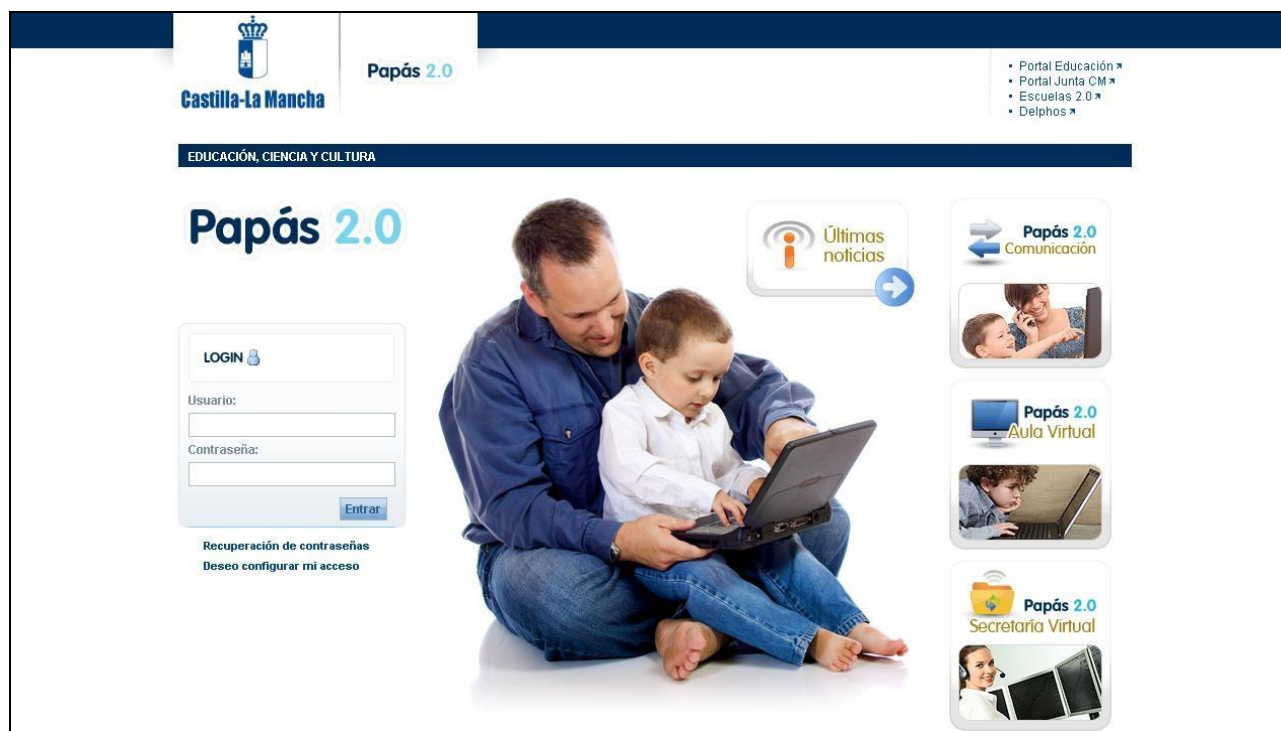 Castilla-La Mancha
Papás 2.0
Portal Educación
Portal Junta CM
Escuelas 2.0
Delphos
EDUCACIÓN, CIENCIA Y CULTURA
Papás 2.0
LOGIN
Usuario:
Contraseña:
Entrar
Recuperación de contraseñas
Deseo configurar mi acceso
Últimas
noticias
Papás 2.0
Comunicación
Papás 2.0
Aula Virtual
Papás 2.0
Secretaría Virtual